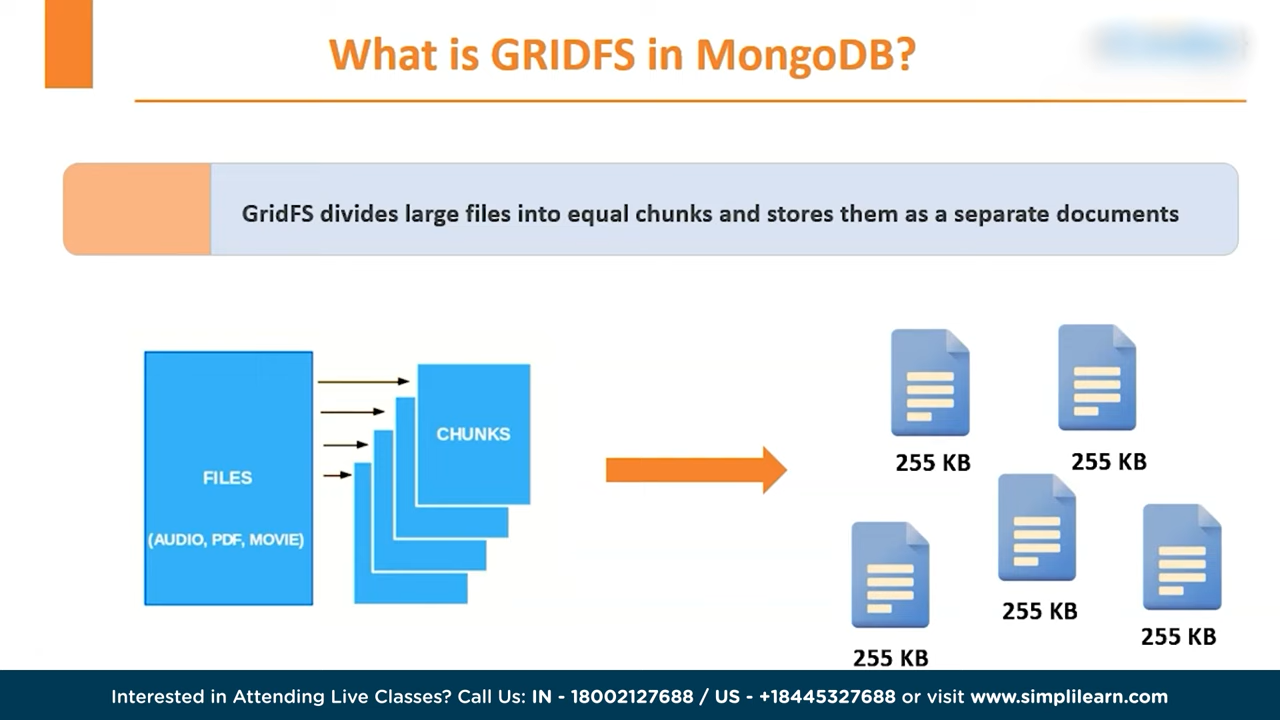 What is GRIDFS in MongoDB?
GridFS divides large files into equal chunks and stores them as a separate documents
FILES
(AUDIO, PDF, MOVIE)
CHUNKS
255 KB
255 KB
255 KB
255 KB
255 KB
Interested in Attending Live Classes? Call Us: IN - 18002127688 / US - +18445327688 or visit www.simplilearn.com